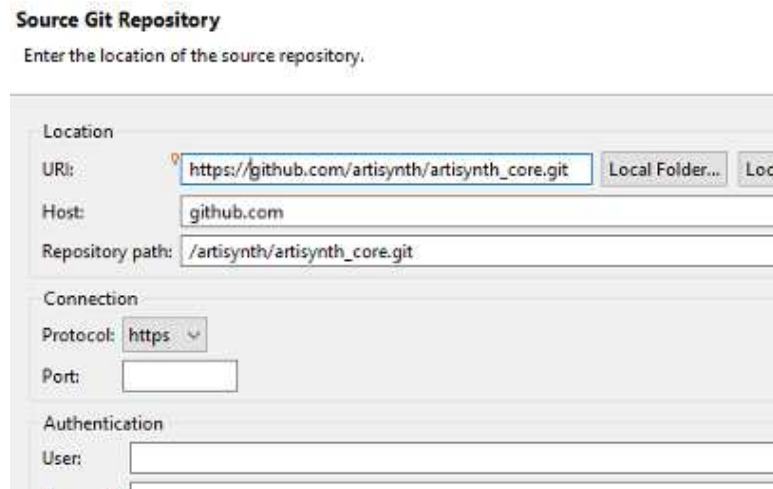 Source Git Repository
Enter the location of the source repository.
Location
URI: https://github.com/artisynth/artisynth_core.git Local Folder...
Host: github.com
Repository path: /artisynth/artisynth_core.git
Connection
Protocol: https
Port:
Authentication
User: